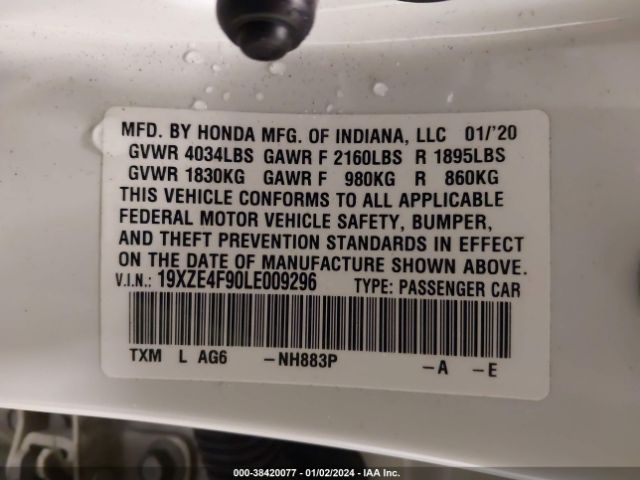 MFD. BY HONDA MFG. OF INDIANA, LLC 01/'20
GVWR 4034LBS GAWR F 2160LBS R 1895LBS
GVWR 1830KG GAWR F 980KG R 860KG
THIS VEHICLE CONFORMS TO ALL APPLICABLE
FEDERAL MOTOR VEHICLE SAFETY, BUMPER,
AND THEFT PREVENTION STANDARDS IN EFFECT
ON THE DATE OF MANUFACTURE SHOWN ABOVE.
V.I.N.: 19XZE4F90LE009296 TYPE: PASSENGER CAR
TXM L AG6 -NH883P -A -E
000-38420077 - 01/02/2024 - IAA Inc.